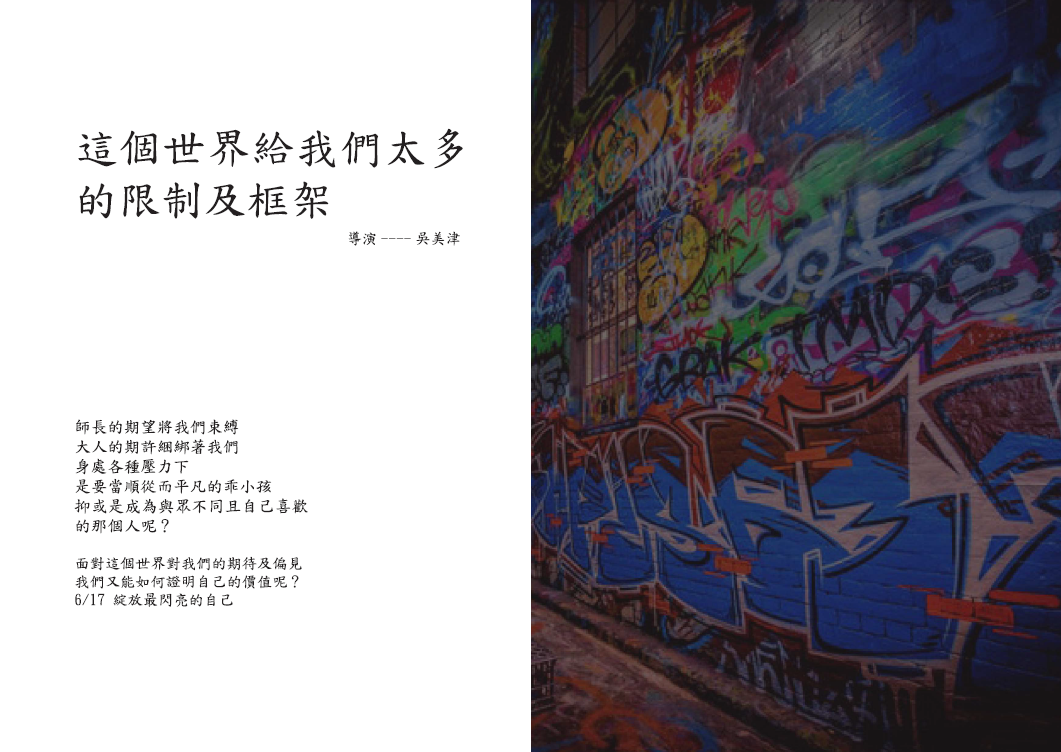 這個世界給我們太多
的限制及框架
導演 ---- 吳美津
師長的期望將我們束縛
大人的期許綑綁著我們
身處各種壓力下
是要當順從而平凡的乖小孩
抑或是成為與眾不同且自己喜歡
的那個人呢？
面對這個世界對我們的期待及偏見
我們又能如何證明自己的價值呢？
6/17 綻放最閃亮的自己
GRAK TMDC